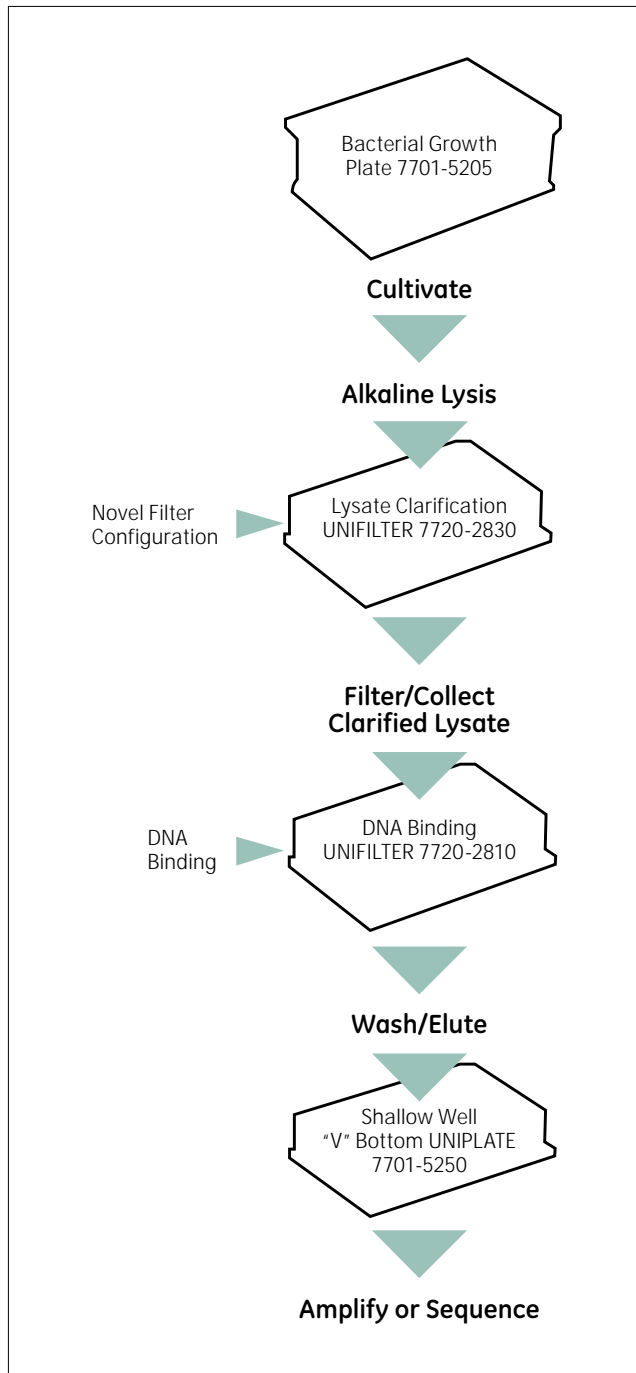 Bacterial Growth
Plate 7701-5205
Cultivate
Alkaline Lysis
Novel Filter
Configuration
Lysate Clarification
UNIFILTER 7720-2830
Filter/Collect
Clarified Lysate
DNA
Binding
DNA Binding
UNIFILTER 7720-2810
Wash/Elute
Shallow Well
"V" Bottom UNIPLATE
7701-5250
Amplify or Sequence